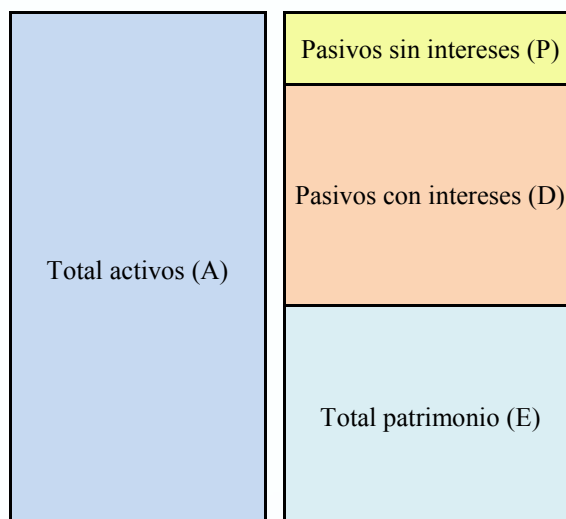 Total activos (A)
Pasivos sin intereses (P)
Pasivos con intereses (D)
Total patrimonio (E)